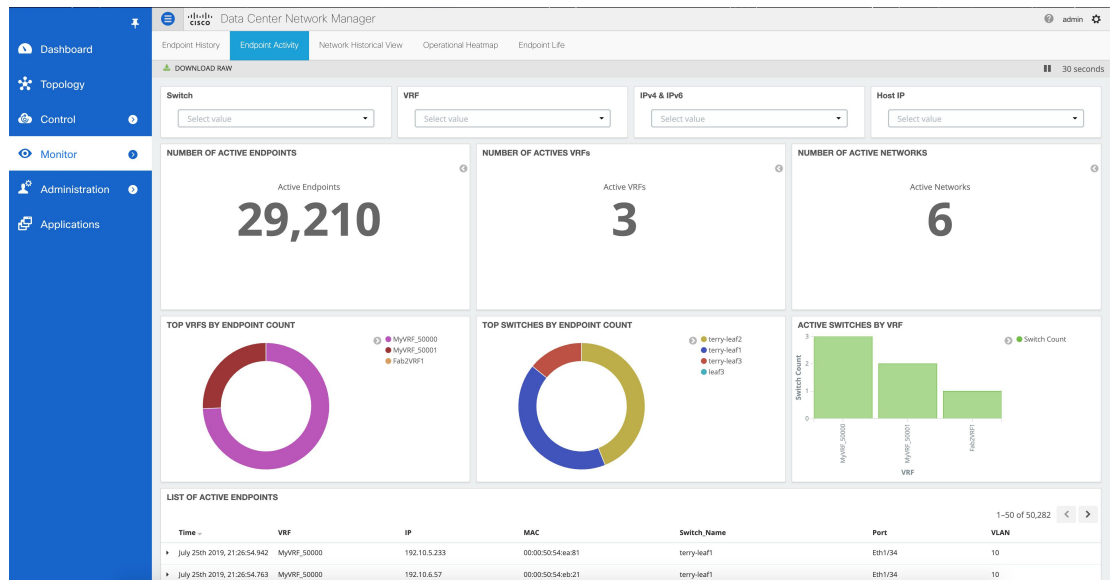 cisco Data Center Network Manager
admin
Dashboard
Topology
Control
Monitor
Administration
Applications
Endpoint History Endpoint Activity Network Historical View Operational Heatmap Endpoint Life
DOWNLOAD RAW
30 seconds
Switch VRF IPv4 & IPv6 Host IP
Select value Select value Select value Select value
NUMBER OF ACTIVE ENDPOINTS
Active Endpoints
29,210
NUMBER OF ACTIVES VRFs
Active VRFs
3
NUMBER OF ACTIVE NETWORKS
Active Networks
6
TOP VRFS BY ENDPOINT COUNT
MyVRF_50000
MyVRF_50001
Fab2VRF1
TOP SWITCHES BY ENDPOINT COUNT
terry-leaf2
terry-leaf1
terry-leaf3
leaf3
ACTIVE SWITCHES BY VRF
Switch Count
3
2
1
0
Switch Count
MyVRF_50000
MyVRF_50001
Fab2VRF1
VRF
LIST OF ACTIVE ENDPOINTS
1–50 of 50,282
Time VRF IP MAC Switch_Name Port VLAN
July 25th 2019, 21:26:54.942 MyVRF_50000 192.10.5.233 00:00:50:54:ea:81 terry-leaf1 Eth1/34 10
July 25th 2019, 21:26:54.763 MyVRF_50000 192.10.6.57 00:00:50:54:eb:21 terry-leaf1 Eth1/34 10